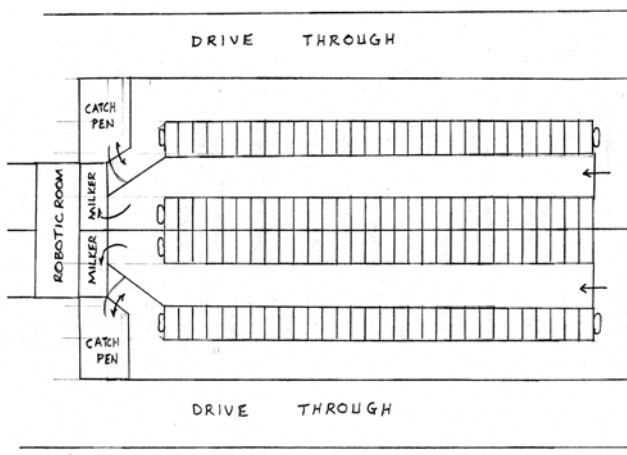 DRIVE THROUGH
CATCH
PEN
ROBOTIC ROOM
MILKER
MILKER
CATCH
PEN
DRIVE THROUGH